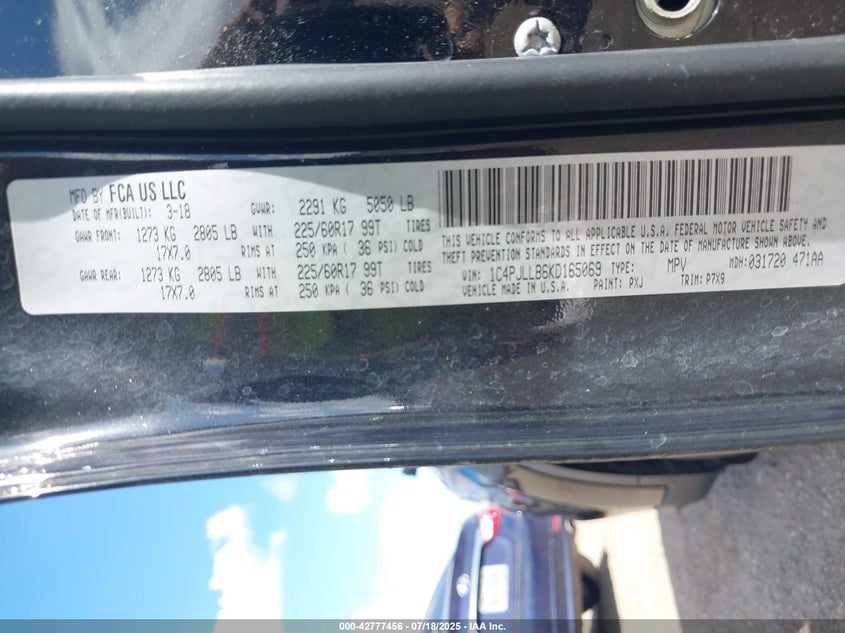 MFD BY FCA US LLC
DATE OF MFR(BUILT): 3-18 GVWR: 2291 KG 5050 LB
GAWR FRONT: 1273 KG 2805 LB WITH 225/60R17 99T TIRES
17X7.0 RIMS AT 250 KPA ( 36 PSI) COLD
GAWR REAR: 1273 KG 2805 LB WITH 225/60R17 99T TIRES
17X7.0 RIMS AT 250 KPA ( 36 PSI) COLD
THIS VEHICLE CONFORMS TO ALL APPLICABLE U.S.A. FEDERAL MOTOR VEHICLE SAFETY AND
THEFT PREVENTION STANDARDS IN EFFECT ON THE DATE OF MANUFACTURE SHOWN ABOVE.
VIN: 1C4PJLLB6KD165069 TYPE: MPV MDH: 031720 471AA
VEHICLE MADE IN U.S.A. PAINT: PXJ TRIM: P7X9
000-42777456 - 07/18/2025 - IAA Inc.